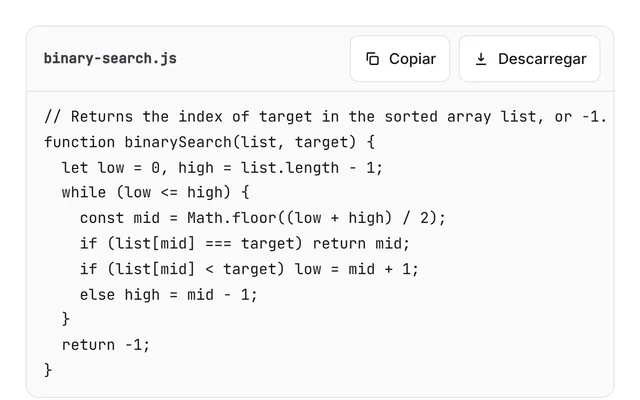 binary-search.js
Copiar
Descarregar
// Returns the index of target in the sorted array list, or -1.
function binarySearch(list, target) {
  let low = 0, high = list.length - 1;
  while (low <= high) {
    const mid = Math.floor((low + high) / 2);
    if (list[mid] === target) return mid;
    if (list[mid] < target) low = mid + 1;
    else high = mid - 1;
  }
  return -1;
}